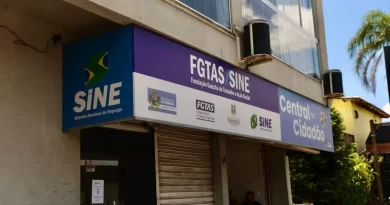 SINE
Sistema Nacional de Emprego
FGTAS/SINE
Fundação Gaúcha do Trabalho e Ação Social
FGTAS
SINE
Central do
Cidadão